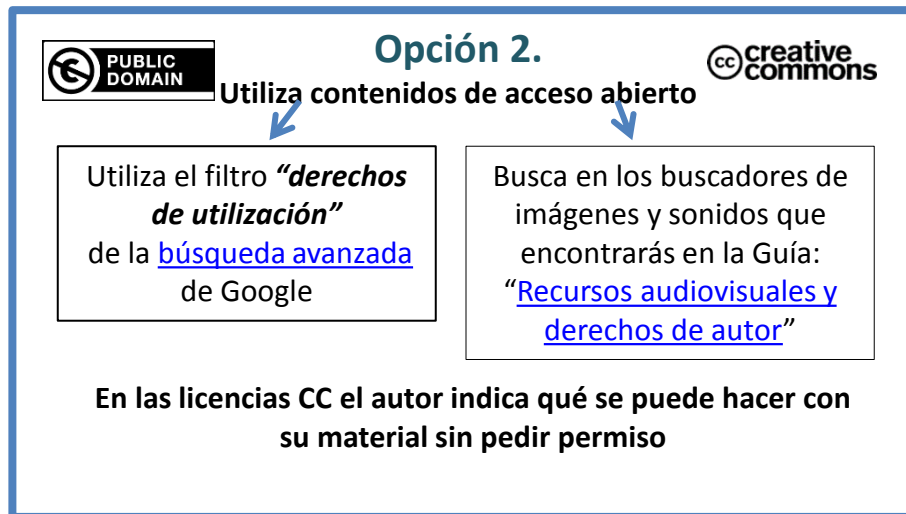 PUBLIC
DOMAIN
Opción 2.
cc creative
commons
Utiliza contenidos de acceso abierto
Utiliza el filtro “derechos
de utilización”
de la búsqueda avanzada
de Google
Busca en los buscadores de
imágenes y sonidos que
encontrarás en la Guía:
“Recursos audiovisuales y
derechos de autor”
En las licencias CC el autor indica qué se puede hacer con
su material sin pedir permiso